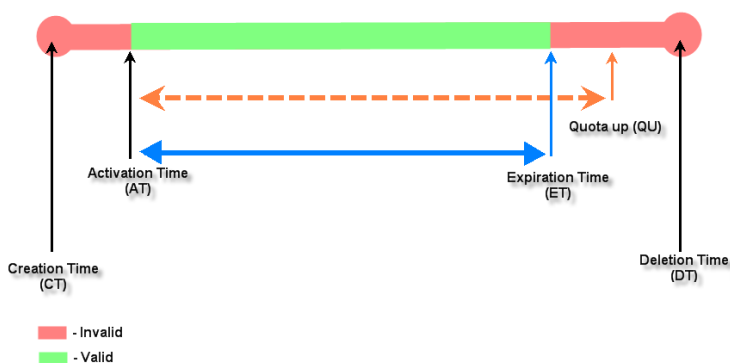 Quota up (QU)
Activation Time
(AT)
Expiration Time
(ET)
Creation Time
(CT)
Deletion Time
(DT)
- Invalid
- Valid